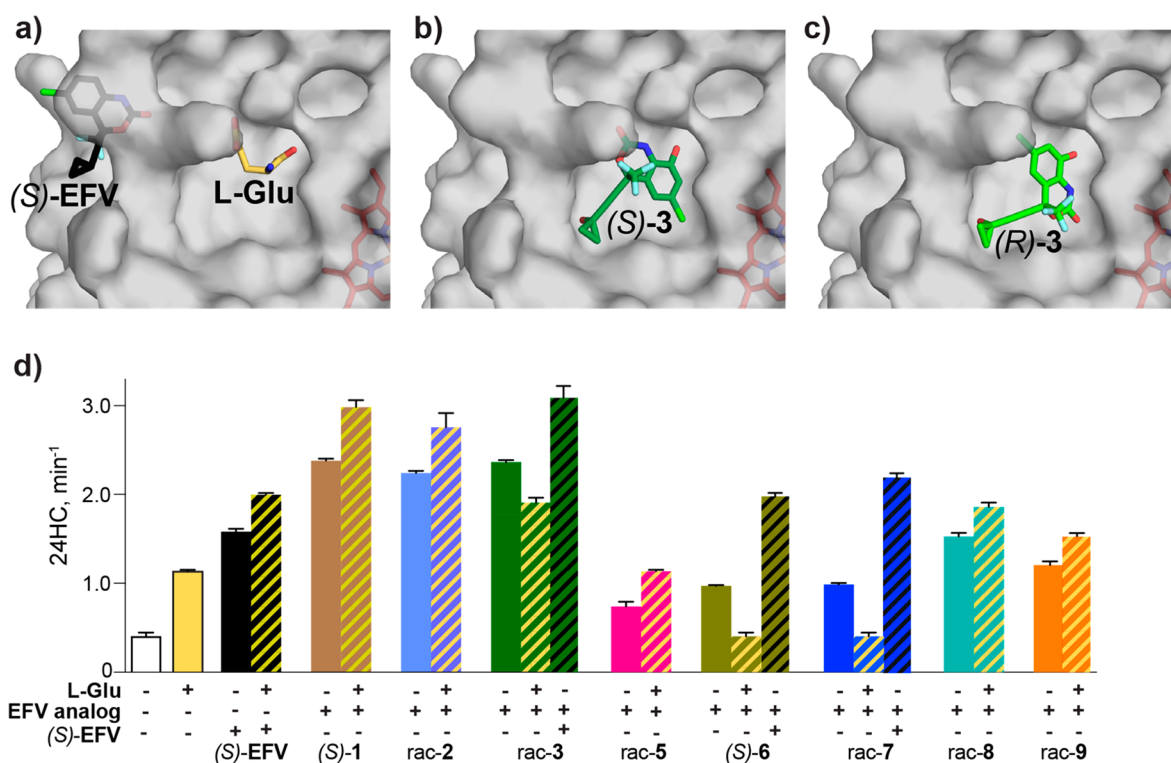 a)
b)
c)
(S)-EFV
L-Glu
(S)-3
(R)-3
d)
24HC, min-1
3.0
2.0
1.0
0
L-Glu - + - + - + - + - + - - + - + - - + - - + - + 
EFV analog - - - - + + + + + + + + + + + + + + + + + + +
(S)-EFV - - + + - - - - - - + - - - - + - - + - - - -
(S)-EFV (S)-1 rac-2 rac-3 rac-5 (S)-6 rac-7 rac-8 rac-9